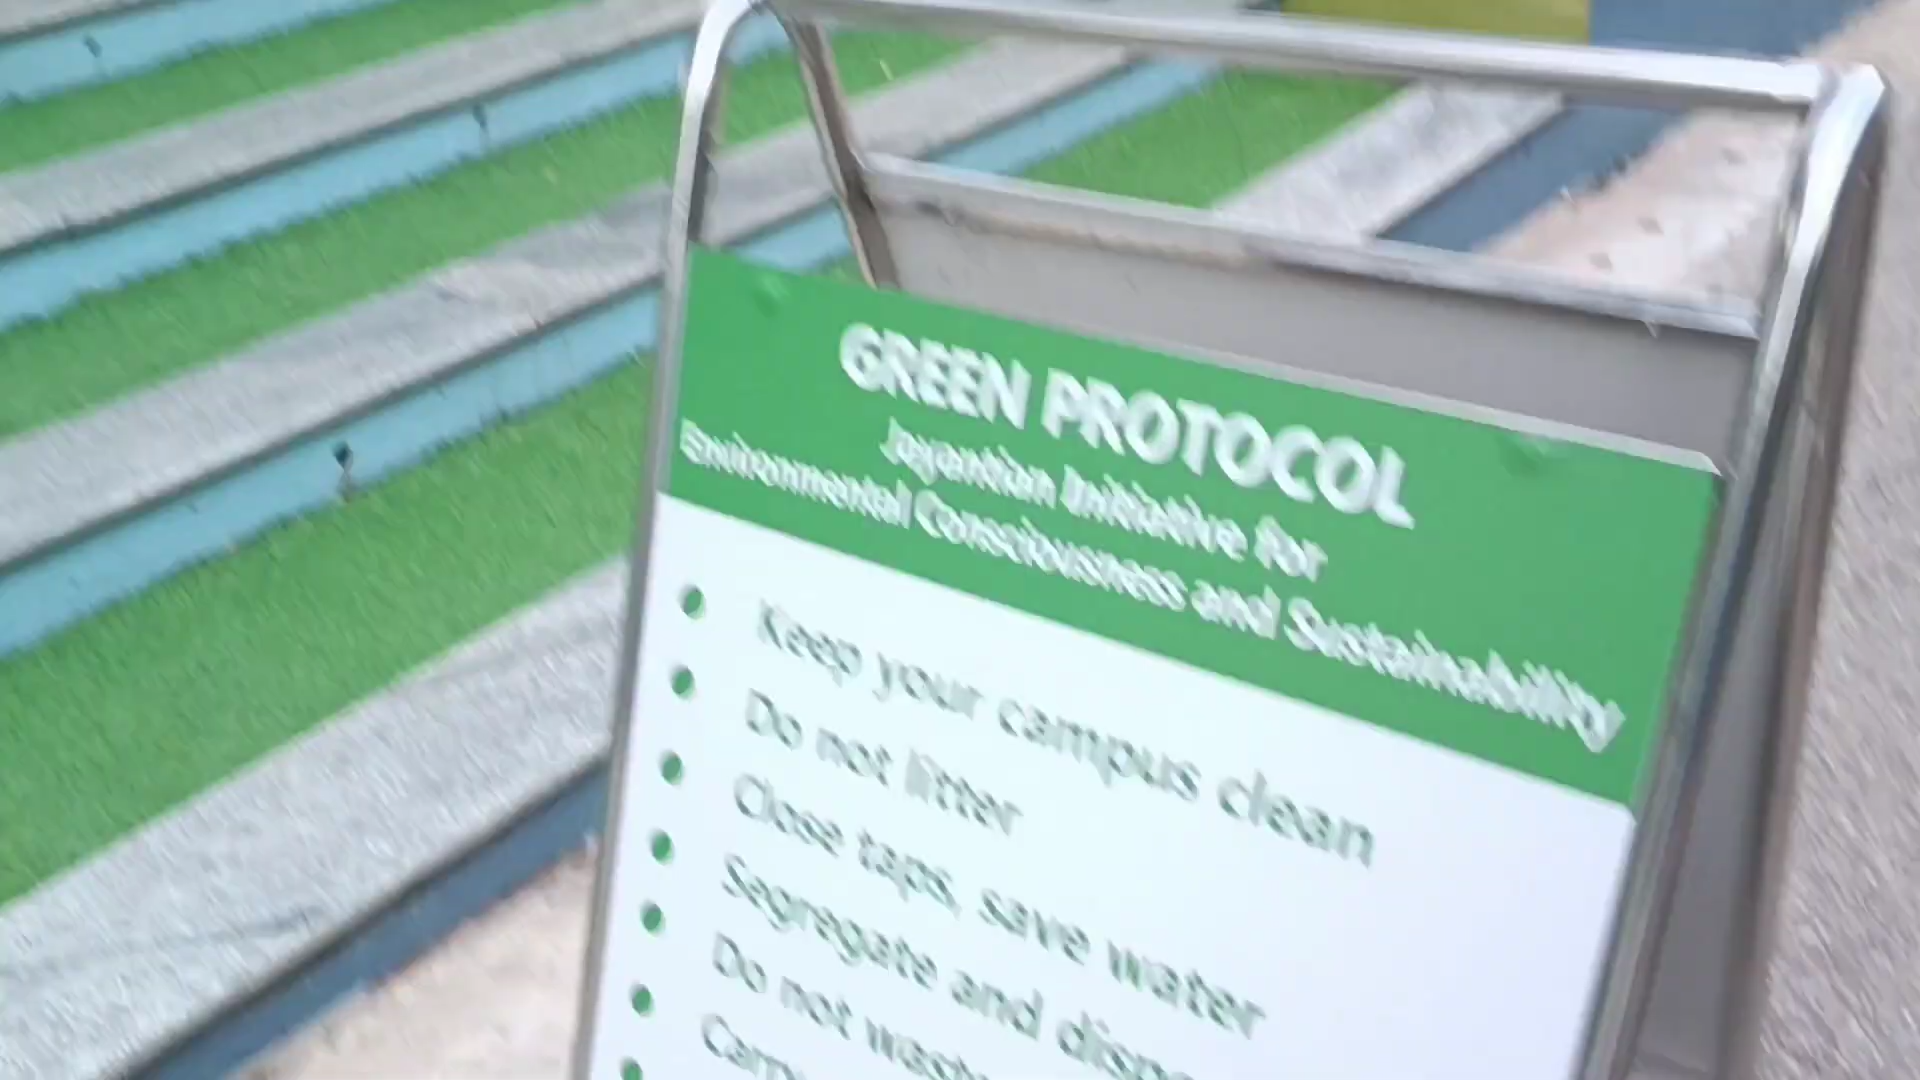 GREEN PROTOCOL
Jayantian Initiative for
Environmental Consciousness and Sustainability
Keep your campus clean
Do not litter
Close taps, save water
Segregate and
Do not